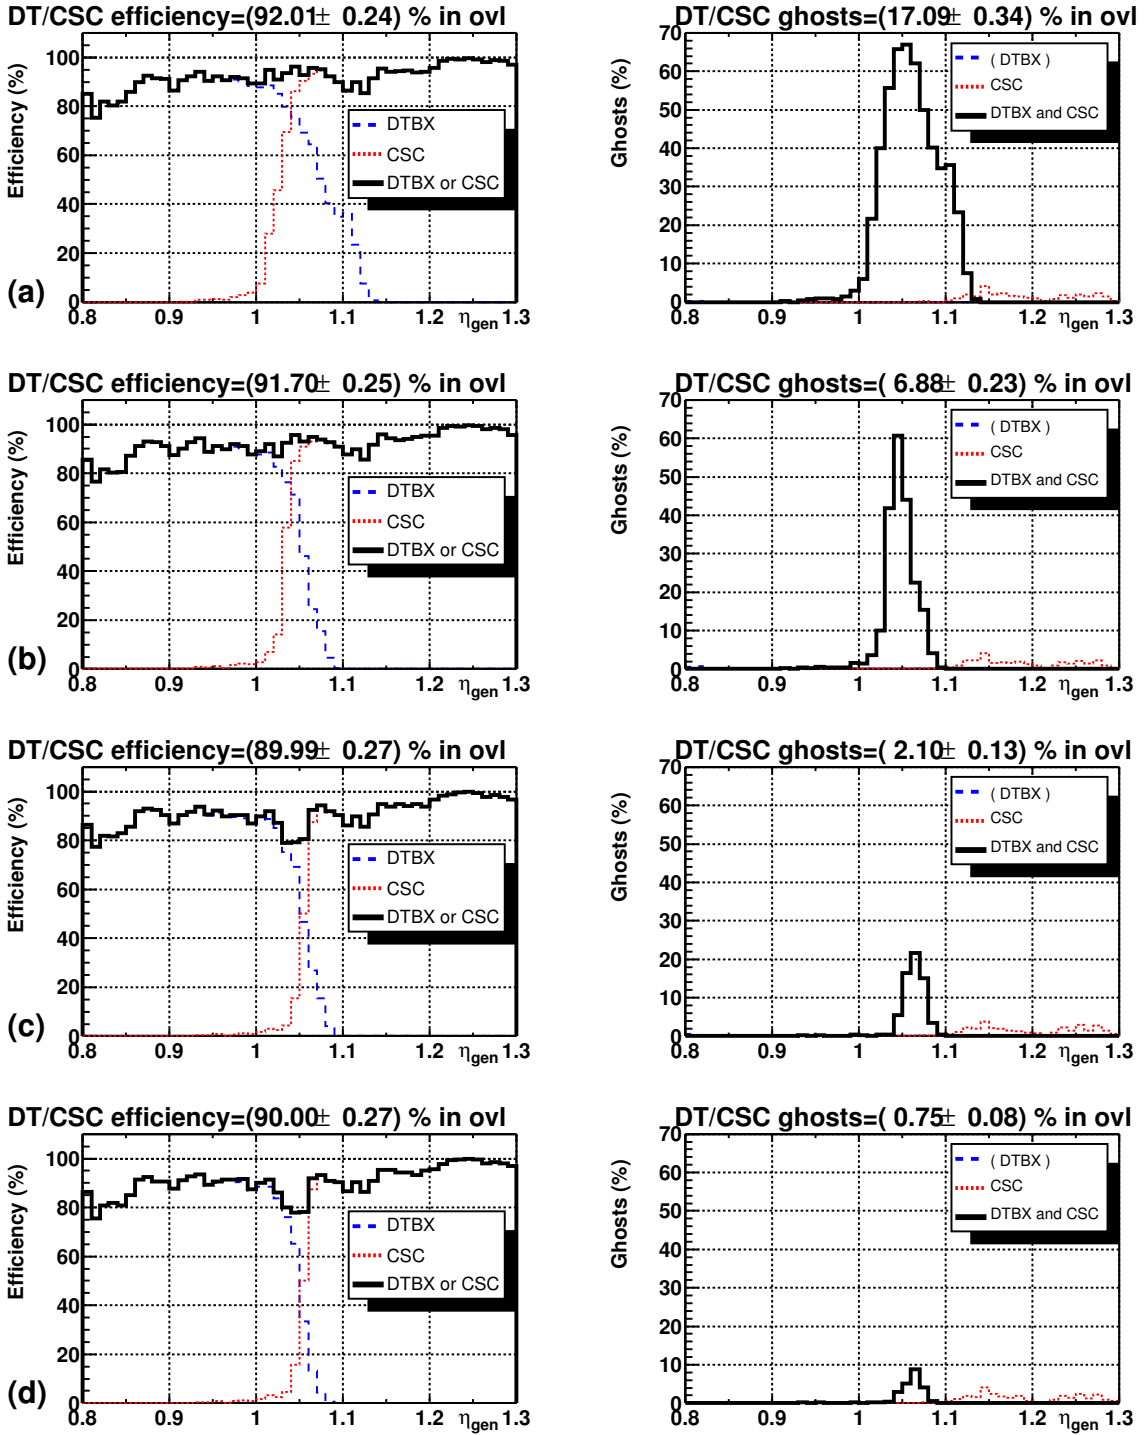 DT/CSC efficiency=(92.01± 0.24) % in ovl
Efficiency (%)
100
80
60
40
20
0
0.8 0.9 1 1.1 1.2 ηgen 1.3
DTBX
CSC
DTBX or CSC
(a)
DT/CSC ghosts=(17.09± 0.34) % in ovl
Ghosts (%)
70
60
50
40
30
20
10
0
0.8 0.9 1 1.1 1.2 ηgen 1.3
( DTBX )
CSC
DTBX and CSC
DT/CSC efficiency=(91.70± 0.25) % in ovl
Efficiency (%)
100
80
60
40
20
0
0.8 0.9 1 1.1 1.2 ηgen 1.3
DTBX
CSC
DTBX or CSC
(b)
DT/CSC ghosts=( 6.88± 0.23) % in ovl
Ghosts (%)
70
60
50
40
30
20
10
0
0.8 0.9 1 1.1 1.2 ηgen 1.3
( DTBX )
CSC
DTBX and CSC
DT/CSC efficiency=(89.99± 0.27) % in ovl
Efficiency (%)
100
80
60
40
20
0
0.8 0.9 1 1.1 1.2 ηgen 1.3
DTBX
CSC
DTBX or CSC
(c)
DT/CSC ghosts=( 2.10± 0.13) % in ovl
Ghosts (%)
70
60
50
40
30
20
10
0
0.8 0.9 1 1.1 1.2 ηgen 1.3
( DTBX )
CSC
DTBX and CSC
DT/CSC efficiency=(90.00± 0.27) % in ovl
Efficiency (%)
100
80
60
40
20
0
0.8 0.9 1 1.1 1.2 ηgen 1.3
DTBX
CSC
DTBX or CSC
(d)
DT/CSC ghosts=( 0.75± 0.08) % in ovl
Ghosts (%)
70
60
50
40
30
20
10
0
0.8 0.9 1 1.1 1.2 ηgen 1.3
( DTBX )
CSC
DTBX and CSC